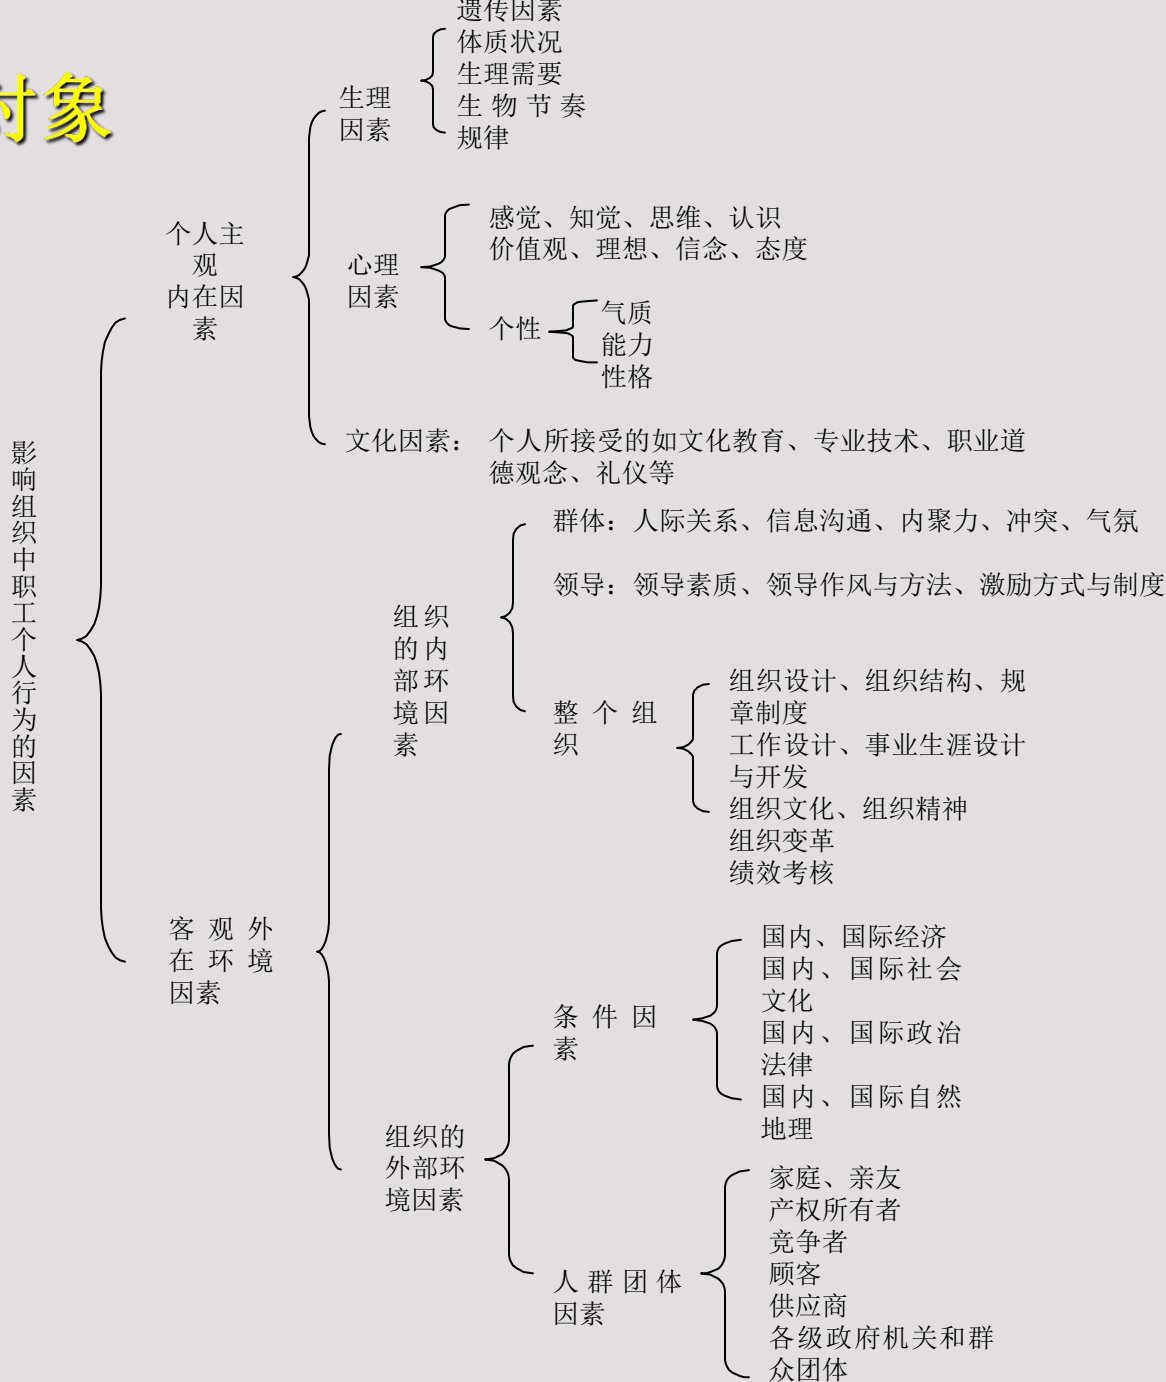 对象
影响组织中职工个人行为的因素
个人主
观
内在因
素
生理
因素
遗传因素
体质状况
生理需要
生物节奏
规律
心理
因素
感觉、知觉、思维、认识
价值观、理想、信念、态度
个性
气质
能力
性格
文化因素：
个人所接受的如文化教育、专业技术、职业道
德观念、礼仪等
客观外
在环境
因素
组织
的内
部环
境因
素
群体：人际关系、信息沟通、内聚力、冲突、气氛
领导：领导素质、领导作风与方法、激励方式与制度
整个组
织
组织设计、组织结构、规
章制度
工作设计、事业生涯设计
与开发
组织文化、组织精神
组织变革
绩效考核
组织的
外部环
境因素
条件因
素
国内、国际经济
国内、国际社会
文化
国内、国际政治
法律
国内、国际自然
地理
人群团体
因素
家庭、亲友
产权所有者
竞争者
顾客
供应商
各级政府机关和群
众团体